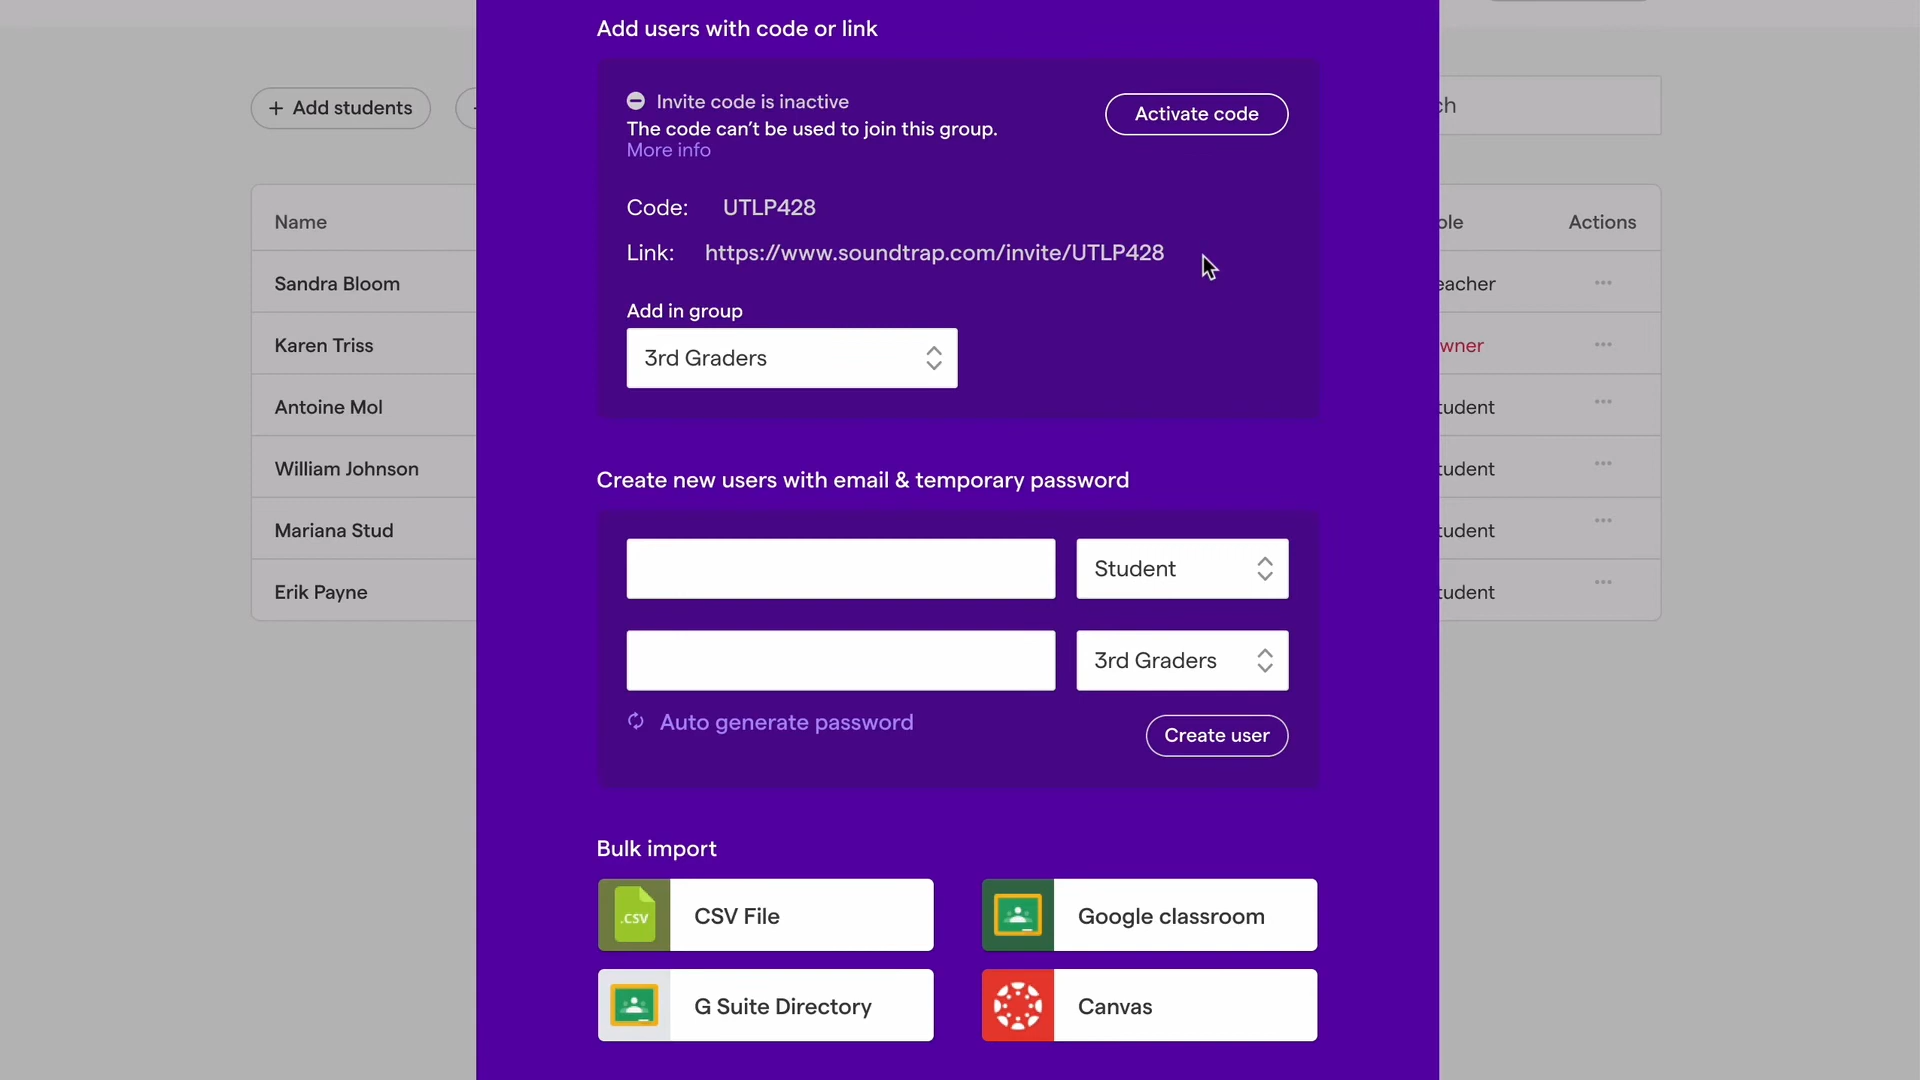 Add users with code or link
Invite code is inactive
The code can’t be used to join this group.
More info
Activate code
Code: UTLP428
Link: https://www.soundtrap.com/invite/UTLP428
Add in group
3rd Graders
Create new users with email & temporary password
Student
3rd Graders
Auto generate password
Create user
Bulk import
.CSV
CSV File
Google classroom
G Suite Directory
Canvas
+ Add students
Name
Sandra Bloom
Karen Triss
Antoine Mol
William Johnson
Mariana Stud
Erik Payne
ch
ole Actions
eacher
wner
tudent
tudent
tudent
tudent